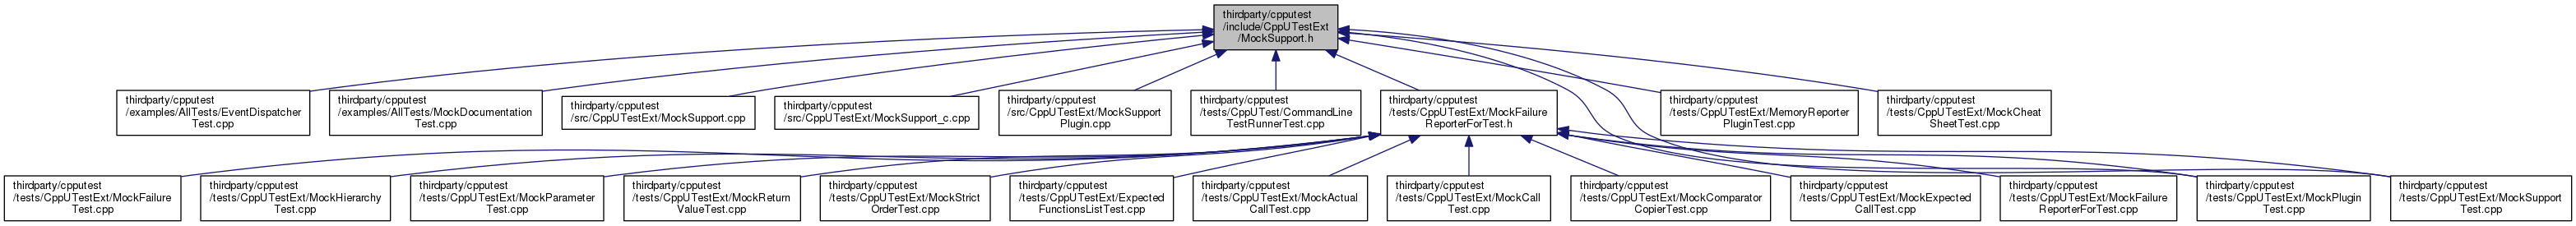 thirdparty/cpputest
/include/CppUTestExt
/MockSupport.h
thirdparty/cpputest
/examples/AllTests/EventDispatcher
Test.cpp
thirdparty/cpputest
/examples/AllTests/MockDocumentation
Test.cpp
thirdparty/cpputest
/src/CppUTestExt/MockSupport.cpp
thirdparty/cpputest
/src/CppUTestExt/MockSupport_c.cpp
thirdparty/cpputest
/src/CppUTestExt/MockSupport
Plugin.cpp
thirdparty/cpputest
/tests/CppUTest/CommandLine
TestRunnerTest.cpp
thirdparty/cpputest
/tests/CppUTestExt/MockFailure
ReporterForTest.h
thirdparty/cpputest
/tests/CppUTestExt/MemoryReporter
PluginTest.cpp
thirdparty/cpputest
/tests/CppUTestExt/MockCheat
SheetTest.cpp
thirdparty/cpputest
/tests/CppUTestExt/MockFailure
Test.cpp
thirdparty/cpputest
/tests/CppUTestExt/MockHierarchy
Test.cpp
thirdparty/cpputest
/tests/CppUTestExt/MockParameter
Test.cpp
thirdparty/cpputest
/tests/CppUTestExt/MockReturn
ValueTest.cpp
thirdparty/cpputest
/tests/CppUTestExt/MockStrict
OrderTest.cpp
thirdparty/cpputest
/tests/CppUTestExt/Expected
FunctionsListTest.cpp
thirdparty/cpputest
/tests/CppUTestExt/MockActual
CallTest.cpp
thirdparty/cpputest
/tests/CppUTestExt/MockCall
Test.cpp
thirdparty/cpputest
/tests/CppUTestExt/MockComparator
CopierTest.cpp
thirdparty/cpputest
/tests/CppUTestExt/MockExpected
CallTest.cpp
thirdparty/cpputest
/tests/CppUTestExt/MockFailure
ReporterForTest.cpp
thirdparty/cpputest
/tests/CppUTestExt/MockPlugin
Test.cpp
thirdparty/cpputest
/tests/CppUTestExt/MockSupport
Test.cpp